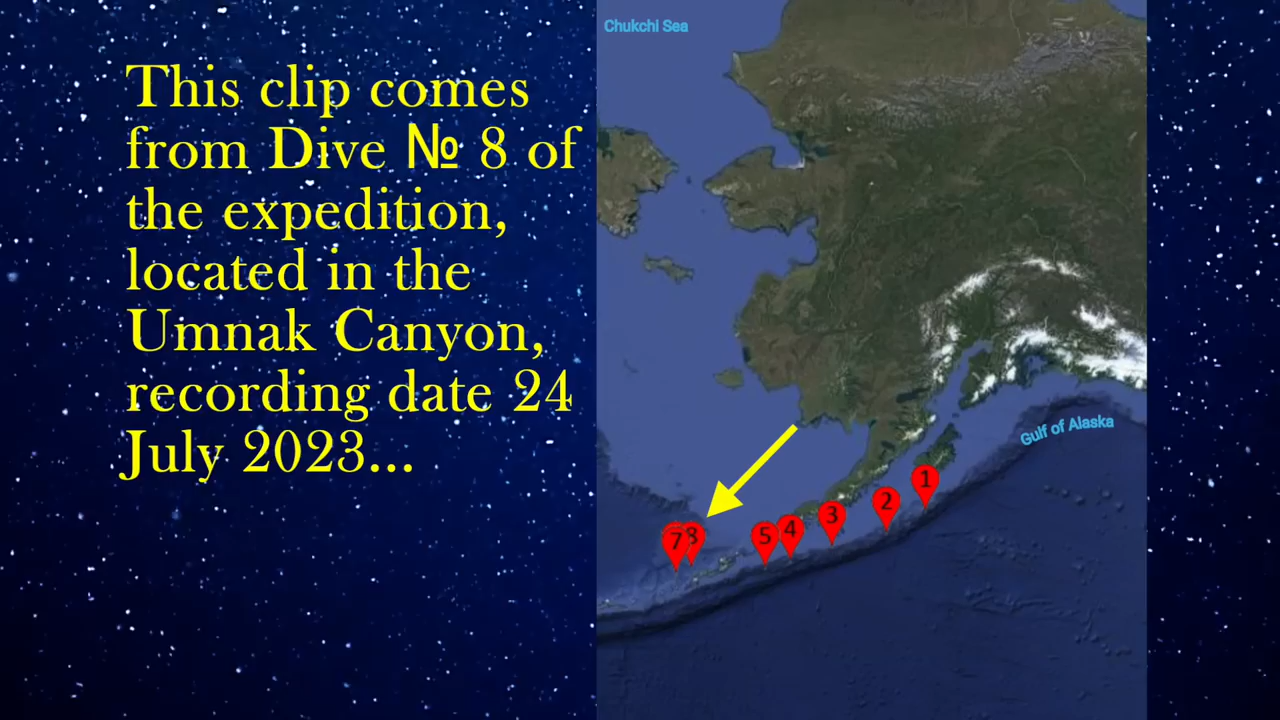 This clip comes
from Dive № 8 of
the expedition,
located in the
Umnak Canyon,
recording date 24
July 2023...
Chukchi Sea
Gulf of Alaska
1
2
3
4
5
7
8